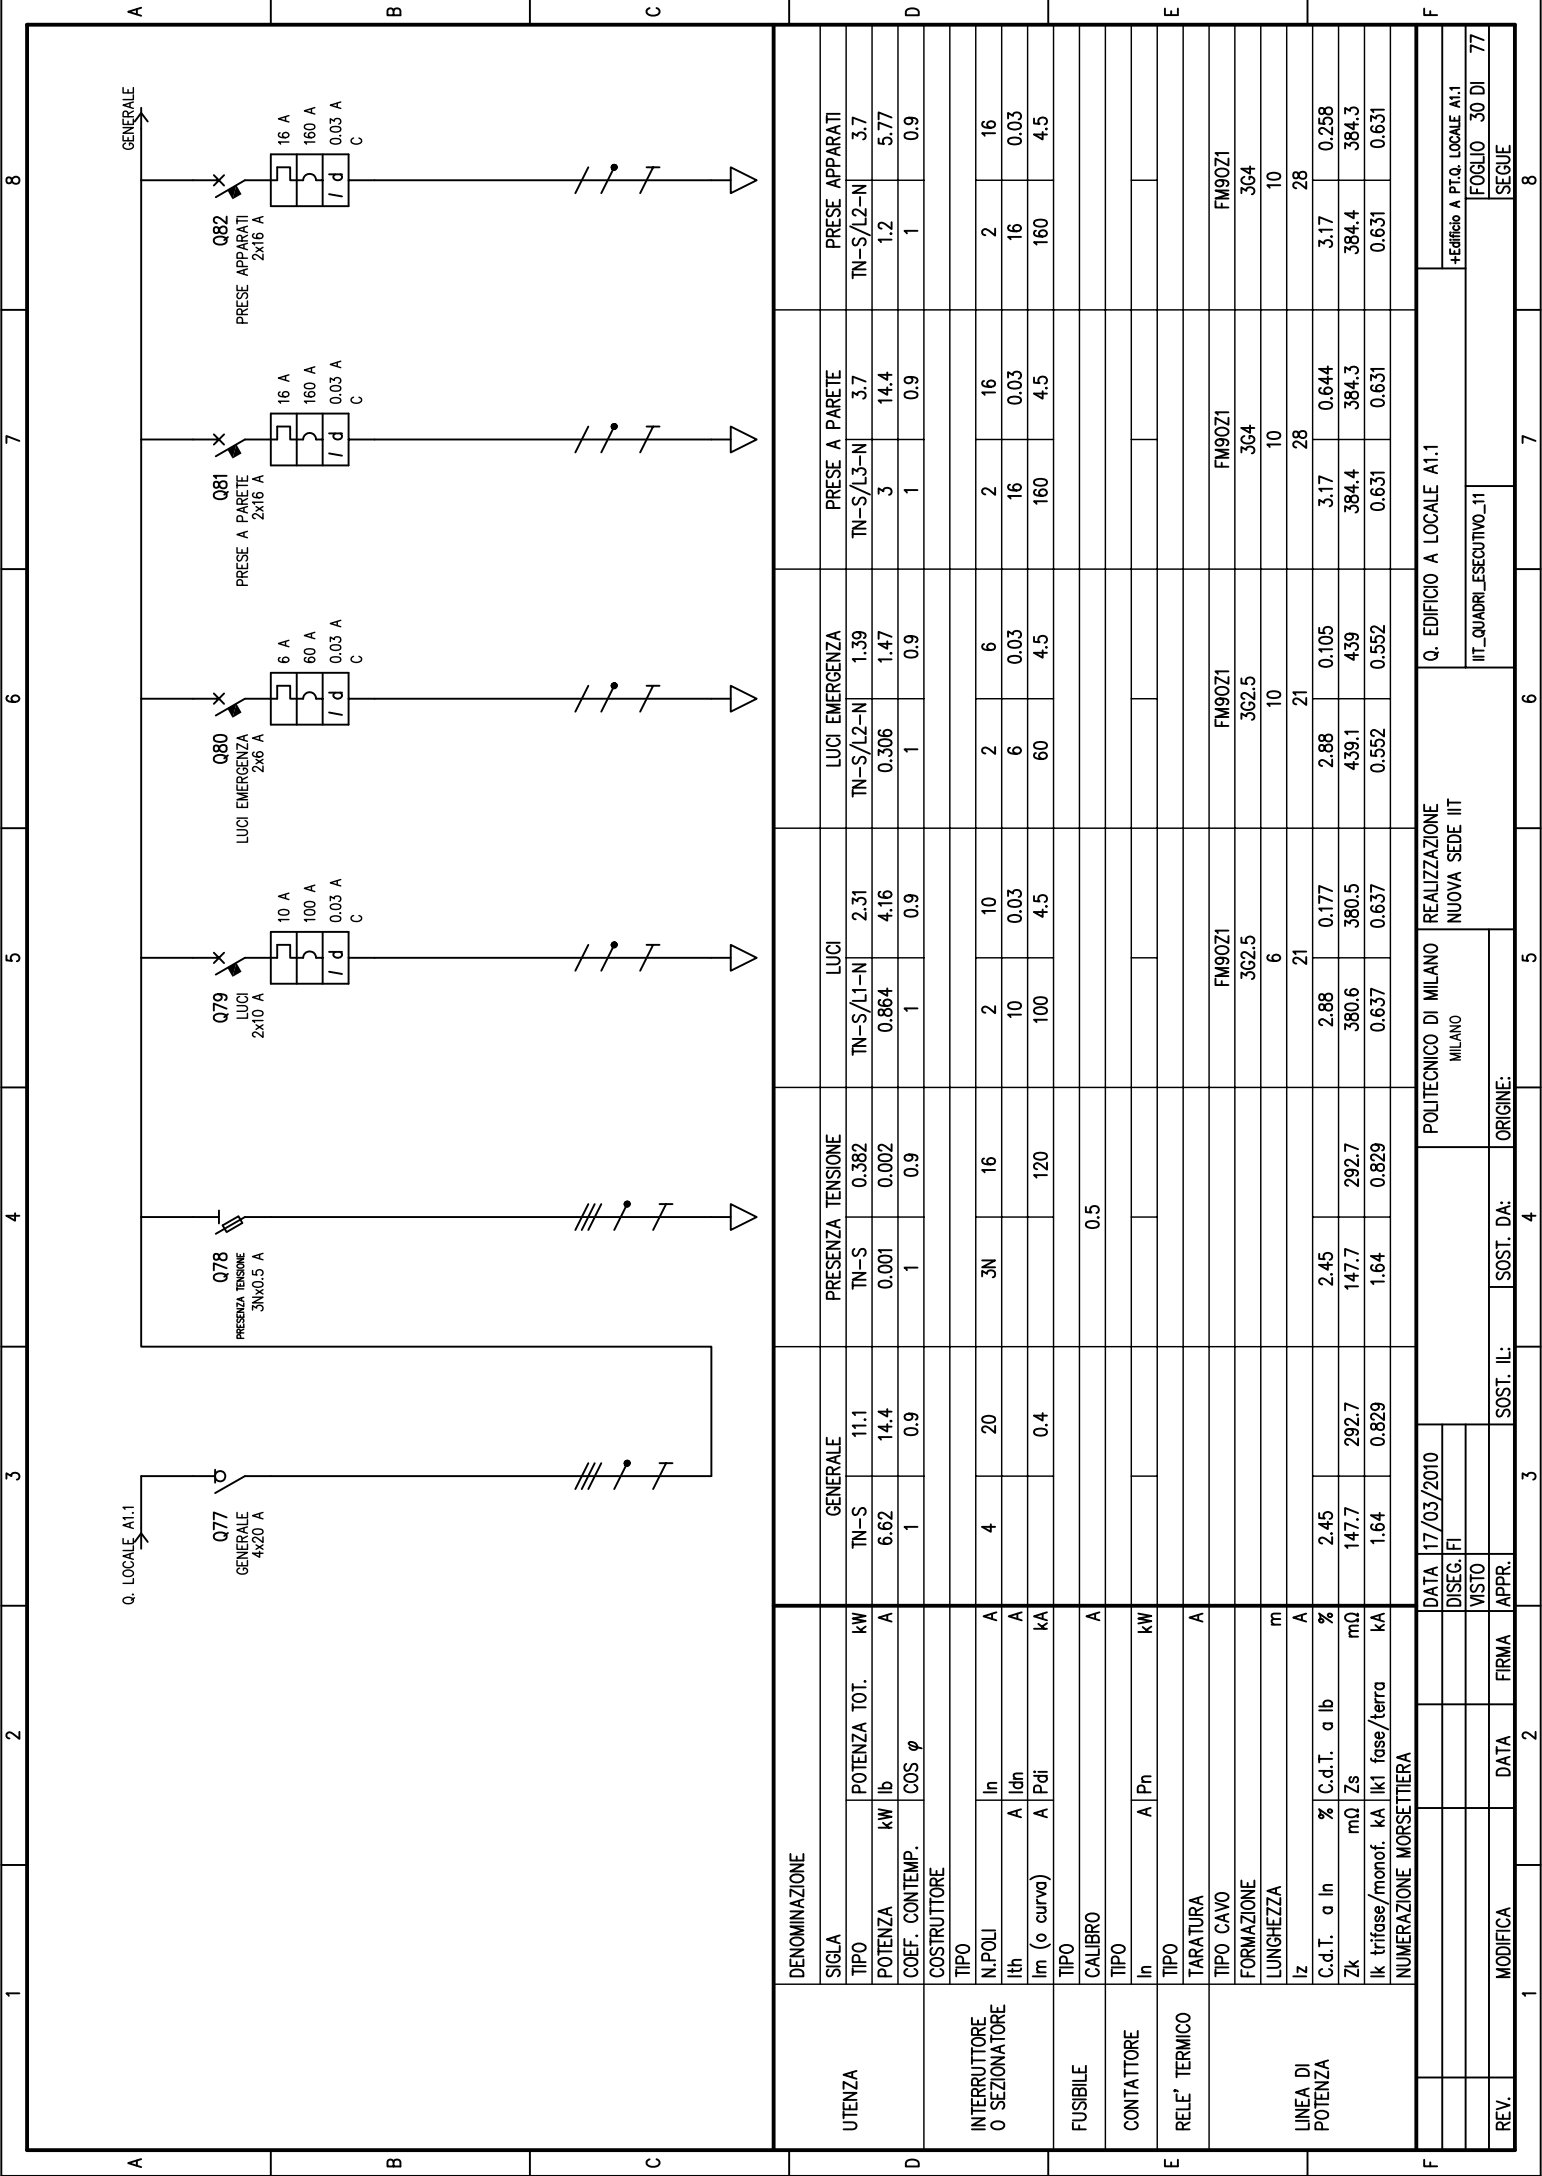 1 2 3 4 5 6 7 8
A
B
C
D
E
F
Q. LOCALE A1.1
GENERALE
Q77
GENERALE
4x20 A
Q78
PRESENZA TENSIONE
3Nx0.5 A
Q79
LUCI
2x10 A
10 A
100 A
I d 0.03 A
C
Q80
LUCI EMERGENZA
2x6 A
6 A
60 A
I d 0.03 A
C
Q81
PRESE A PARETE
2x16 A
16 A
160 A
I d 0.03 A
C
Q82
PRESE APPARATI
2x16 A
16 A
160 A
I d 0.03 A
C
UTENZA
DENOMINAZIONE
SIGLA GENERALE PRESENZA TENSIONE LUCI LUCI EMERGENZA PRESE A PARETE PRESE APPARATI
TIPO POTENZA TOT. kW TN-S 11.1 TN-S 0.382 TN-S/L1-N 2.31 TN-S/L2-N 1.39 TN-S/L3-N 3.7 TN-S/L2-N 3.7
POTENZA kW Ib A 6.62 14.4 0.001 0.002 0.864 4.16 0.306 1.47 3 14.4 1.2 5.77
COEF. CONTEMP. COS φ 1 0.9 1 0.9 1 0.9 1 0.9 1 0.9 1 0.9
INTERRUTTORE
O SEZIONATORE
COSTRUTTORE
TIPO
N.POLI In A 4 20 3N 16 2 10 2 6 2 16 2 16
Ith A Idn A 10 0.03 6 0.03 16 0.03 16 0.03
Im (o curva) A Pdi kA 0.4 120 100 4.5 60 4.5 160 4.5 160 4.5
FUSIBILE
TIPO
CALIBRO A 0.5
CONTATTORE
TIPO
In A Pn kW
RELE' TERMICO
TIPO
TARATURA A
LINEA DI
POTENZA
TIPO CAVO FM9OZ1 FM9OZ1 FM9OZ1 FM9OZ1
FORMAZIONE 3G2.5 3G2.5 3G4 3G4
LUNGHEZZA m 6 10 10 10
Iz A 21 21 28 28
C.d.T. a In % C.d.T. a Ib % 2.45 2.45 2.88 0.177 2.88 0.105 3.17 0.644 3.17 0.258
Zk mΩ Zs mΩ 147.7 292.7 147.7 292.7 380.6 380.5 439.1 439 384.4 384.3 384.4 384.3
Ik trifase/monof. kA Ik1 fase/terra kA 1.64 0.829 1.64 0.829 0.637 0.637 0.552 0.552 0.631 0.631 0.631 0.631
NUMERAZIONE MORSETTIERA
REV. MODIFICA DATA FIRMA
DATA 17/03/2010
DISEG. FI
VISTO
APPR.
SOST. IL: SOST. DA: ORIGINE:
POLITECNICO DI MILANO
MILANO
REALIZZAZIONE
NUOVA SEDE IIT
Q. EDIFICIO A LOCALE A1.1
IIT_QUADRI_ESECUTIVO_11
+Edificio A PT.Q. LOCALE A1.1
FOGLIO 30 DI 77
SEGUE
A
B
C
D
E
F
1 2 3 4 5 6 7 8